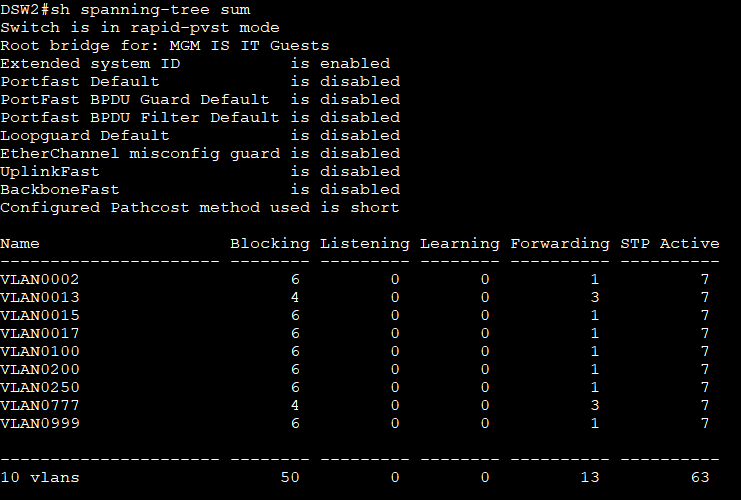 DSW2#sh spanning-tree sum
Switch is in rapid-pvst mode
Root bridge for: MGM IS IT Guests
Extended system ID           is enabled
Portfast Default             is disabled
PortFast BPDU Guard Default  is disabled
Portfast BPDU Filter Default is disabled
Loopguard Default            is disabled
EtherChannel misconfig guard is disabled
UplinkFast                   is disabled
BackboneFast                 is disabled
Configured Pathcost method used is short
Name                   Blocking Listening Learning Forwarding STP Active
---------------------- -------- --------- -------- ---------- ----------
VLAN0002                     6         0        0          1          7
VLAN0013                     4         0        0          3          7
VLAN0015                     6         0        0          1          7
VLAN0017                     6         0        0          1          7
VLAN0100                     6         0        0          1          7
VLAN0200                     6         0        0          1          7
VLAN0250                     6         0        0          1          7
VLAN0777                     4         0        0          3          7
VLAN0999                     6         0        0          1          7
---------------------- -------- --------- -------- ---------- ----------
10 vlans                    50         0        0         13         63